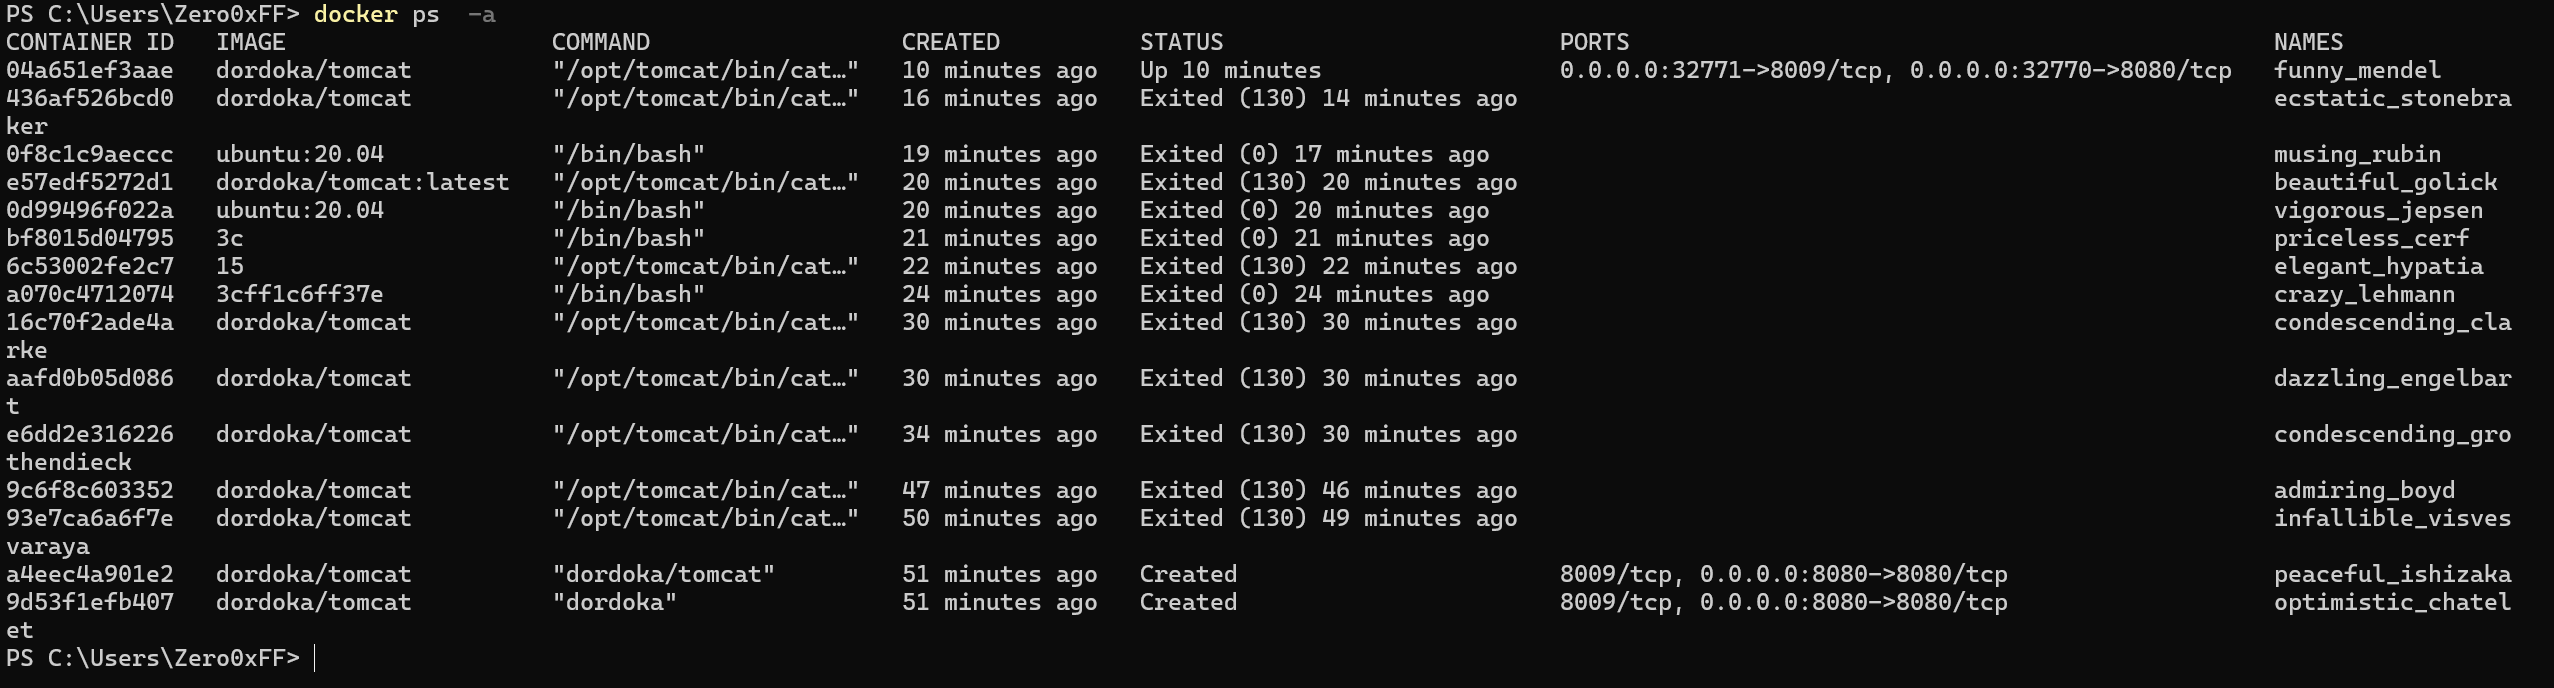 PS C:\Users\Zero0xFF> docker ps  -a
CONTAINER ID   IMAGE                   COMMAND                  CREATED          STATUS                        PORTS                                              NAMES
04a651ef3aae   dordoka/tomcat          "/opt/tomcat/bin/cat…"   10 minutes ago   Up 10 minutes                 0.0.0.0:32771->8009/tcp, 0.0.0.0:32770->8080/tcp   funny_mendel
436af526bcd0   dordoka/tomcat          "/opt/tomcat/bin/cat…"   16 minutes ago   Exited (130) 14 minutes ago                                                      ecstatic_stonebra
ker
0f8c1c9aeccc   ubuntu:20.04            "/bin/bash"              19 minutes ago   Exited (0) 17 minutes ago                                                        musing_rubin
e57edf5272d1   dordoka/tomcat:latest   "/opt/tomcat/bin/cat…"   20 minutes ago   Exited (130) 20 minutes ago                                                      beautiful_golick
0d99496f022a   ubuntu:20.04            "/bin/bash"              20 minutes ago   Exited (0) 20 minutes ago                                                        vigorous_jepsen
bf8015d04795   3c                      "/bin/bash"              21 minutes ago   Exited (0) 21 minutes ago                                                        priceless_cerf
6c53002fe2c7   15                      "/opt/tomcat/bin/cat…"   22 minutes ago   Exited (130) 22 minutes ago                                                      elegant_hypatia
a070c4712074   3cff1c6ff37e            "/bin/bash"              24 minutes ago   Exited (0) 24 minutes ago                                                        crazy_lehmann
16c70f2ade4a   dordoka/tomcat          "/opt/tomcat/bin/cat…"   30 minutes ago   Exited (130) 30 minutes ago                                                      condescending_cla
rke
aafd0b05d086   dordoka/tomcat          "/opt/tomcat/bin/cat…"   30 minutes ago   Exited (130) 30 minutes ago                                                      dazzling_engelbar
t
e6dd2e316226   dordoka/tomcat          "/opt/tomcat/bin/cat…"   34 minutes ago   Exited (130) 30 minutes ago                                                      condescending_gro
thendieck
9c6f8c603352   dordoka/tomcat          "/opt/tomcat/bin/cat…"   47 minutes ago   Exited (130) 46 minutes ago                                                      admiring_boyd
93e7ca6a6f7e   dordoka/tomcat          "/opt/tomcat/bin/cat…"   50 minutes ago   Exited (130) 49 minutes ago                                                      infallible_visves
varaya
a4eec4a901e2   dordoka/tomcat          "dordoka/tomcat"         51 minutes ago   Created                       8009/tcp, 0.0.0.0:8080->8080/tcp                   peaceful_ishizaka
9d53f1efb407   dordoka/tomcat          "dordoka"                51 minutes ago   Created                       8009/tcp, 0.0.0.0:8080->8080/tcp                   optimistic_chatel
et
PS C:\Users\Zero0xFF>